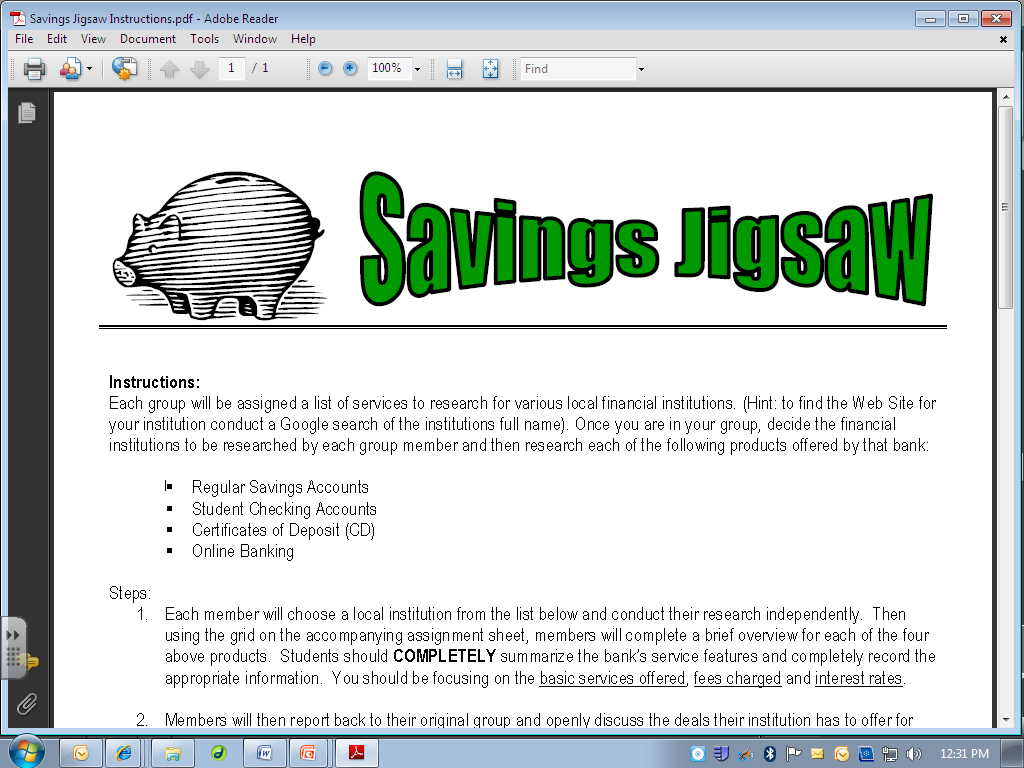 Savings Jigsaw Instructions.pdf - Adobe Reader
File Edit View Document Tools Window Help
1 / 1 100% Find
Savings Jigsaw
Instructions:
Each group will be assigned a list of services to research for various local financial institutions. (Hint: to find the Web Site for
your institution conduct a Google search of the institutions full name). Once you are in your group, decide the financial
institutions to be researched by each group member and then research each of the following products offered by that bank:
▪ Regular Savings Accounts
▪ Student Checking Accounts
▪ Certificates of Deposit (CD)
▪ Online Banking
Steps:
1. Each member will choose a local institution from the list below and conduct their research independently. Then
using the grid on the accompanying assignment sheet, members will complete a brief overview for each of the four
above products. Students should COMPLETELY summarize the bank's service features and completely record the
appropriate information. You should be focusing on the basic services offered, fees charged and interest rates.
2. Members will then report back to their original group and openly discuss the deals their institution has to offer for
12:31 PM